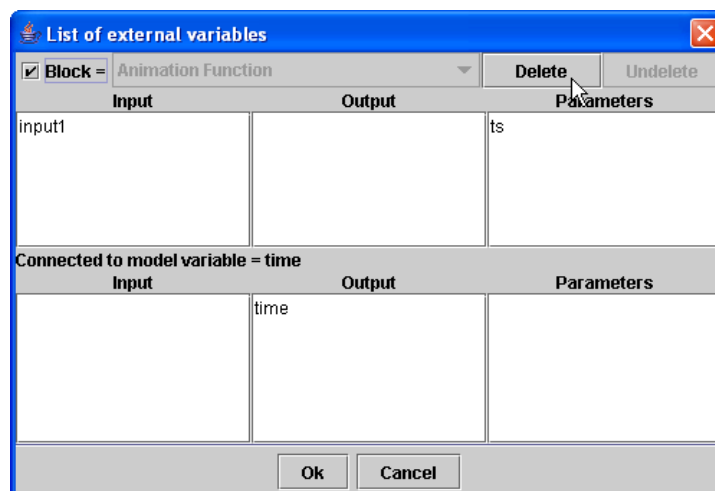 List of external variables
Block = Animation Function Delete Undelete
Input Output Parameters
input1 ts
Connected to model variable = time
Input Output Parameters
time
Ok Cancel